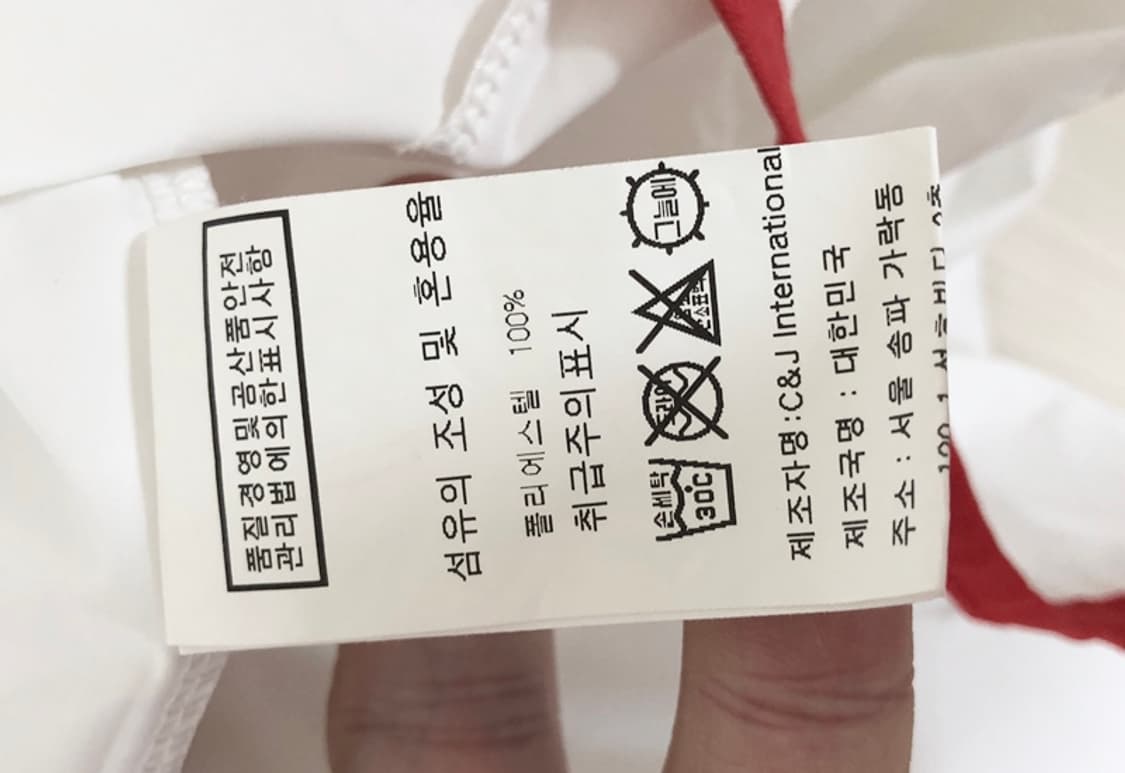 품질경영및공산품안전
관리법에의한표시사항
섬유의 조성 및 혼용율
폴리에스텔 100%
취급주의표시
손세탁
30℃
드라이
그늘에
제조자명:C&J International
제조국명 : 대한민국
주소 : 서울 송파 가락동